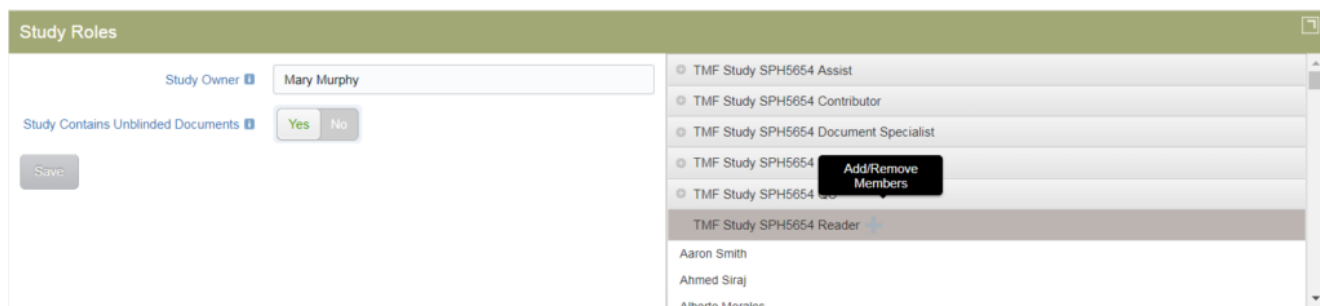 Study Roles
Study Owner
Mary Murphy
Study Contains Unblinded Documents
Yes No
Save
TMF Study SPH5654 Assist
TMF Study SPH5654 Contributor
TMF Study SPH5654 Document Specialist
TMF Study SPH5654
Add/Remove
Members
TMF Study SPH5654
TMF Study SPH5654 Reader
Aaron Smith
Ahmed Siraj
Alberto Morales